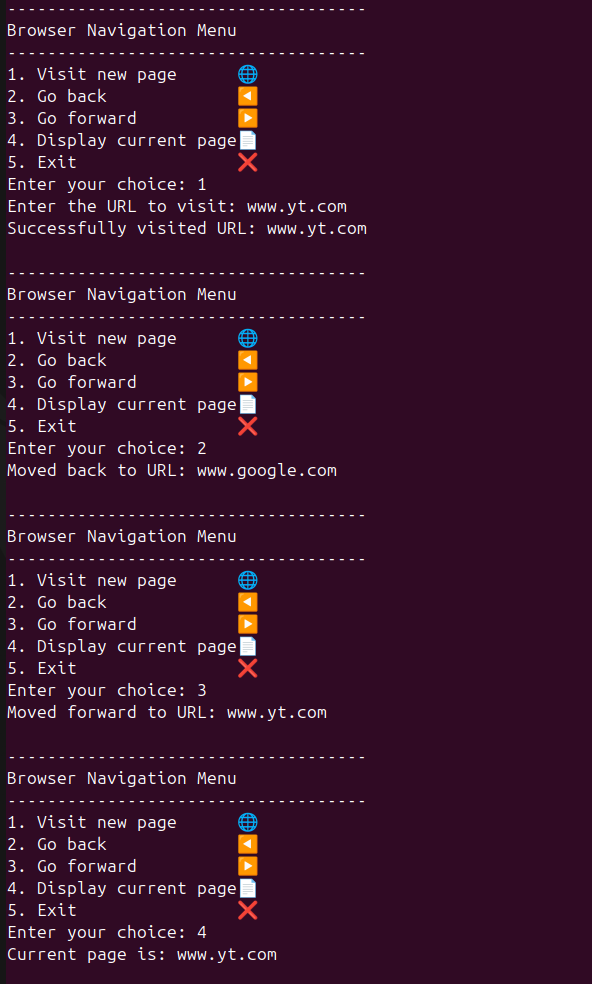 ------------------------------------
Browser Navigation Menu
------------------------------------
1. Visit new page 🌐
2. Go back ◀️
3. Go forward ▶️
4. Display current page📄
5. Exit ❌
Enter your choice: 1
Enter the URL to visit: www.yt.com
Successfully visited URL: www.yt.com

------------------------------------
Browser Navigation Menu
------------------------------------
1. Visit new page 🌐
2. Go back ◀️
3. Go forward ▶️
4. Display current page📄
5. Exit ❌
Enter your choice: 2
Moved back to URL: www.google.com

------------------------------------
Browser Navigation Menu
------------------------------------
1. Visit new page 🌐
2. Go back ◀️
3. Go forward ▶️
4. Display current page📄
5. Exit ❌
Enter your choice: 3
Moved forward to URL: www.yt.com

------------------------------------
Browser Navigation Menu
------------------------------------
1. Visit new page 🌐
2. Go back ◀️
3. Go forward ▶️
4. Display current page📄
5. Exit ❌
Enter your choice: 4
Current page is: www.yt.com